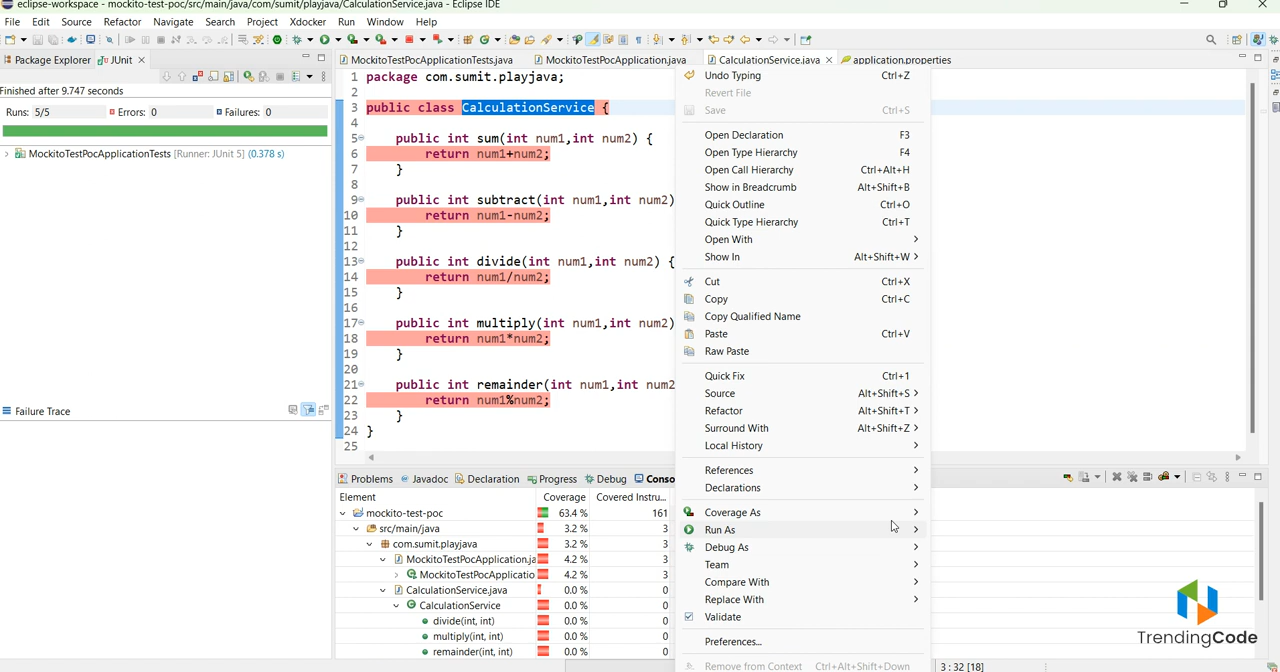 eclipse-workspace - mockito-test-poc/src/main/java/com/sumit/playjava/CalculationService.java - Eclipse IDE
File Edit Source Refactor Navigate Search Project Xdocker Run Window Help
Package Explorer JUnit
Finished after 9.747 seconds
Runs: 5/5 Errors: 0 Failures: 0
MockitoTestPocApplicationTests [Runner: JUnit 5] (0.378 s)
Failure Trace
MockitoTestPocApplicationTests.java MockitoTestPocApplication.java CalculationService.java application.properties
1 package com.sumit.playjava;
2
3 public class CalculationService {
4
5 public int sum(int num1,int num2) {
6 return num1+num2;
7 }
8
9 public int subtract(int num1,int num2)
10 return num1-num2;
11 }
12
13 public int divide(int num1,int num2) {
14 return num1/num2;
15 }
16
17 public int multiply(int num1,int num2)
18 return num1*num2;
19 }
20
21 public int remainder(int num1,int num2
22 return num1%num2;
23 }
24 }
25
Undo Typing Ctrl+Z
Revert File
Save Ctrl+S
Open Declaration F3
Open Type Hierarchy F4
Open Call Hierarchy Ctrl+Alt+H
Show in Breadcrumb Alt+Shift+B
Quick Outline Ctrl+O
Quick Type Hierarchy Ctrl+T
Open With
Show In Alt+Shift+W
Cut Ctrl+X
Copy Ctrl+C
Copy Qualified Name
Paste Ctrl+V
Raw Paste
Quick Fix Ctrl+1
Source Alt+Shift+S
Refactor Alt+Shift+T
Surround With Alt+Shift+Z
Local History
References
Declarations
Coverage As
Run As
Debug As
Team
Compare With
Replace With
Validate
Preferences...
Remove from Context Ctrl+Alt+Shift+Down
Problems Javadoc Declaration Progress Debug Conso
Element Coverage Covered Instru...
mockito-test-poc 63.4 % 161
src/main/java 3.2 % 3
com.sumit.playjava 3.2 % 3
MockitoTestPocApplication.ja 4.2 % 3
MockitoTestPocApplicatio 4.2 % 3
CalculationService.java 0.0 % 0
CalculationService 0.0 % 0
divide(int, int) 0.0 % 0
multiply(int, int) 0.0 % 0
remainder(int, int) 0.0 % 0
3 : 32 [18]
TrendingCode